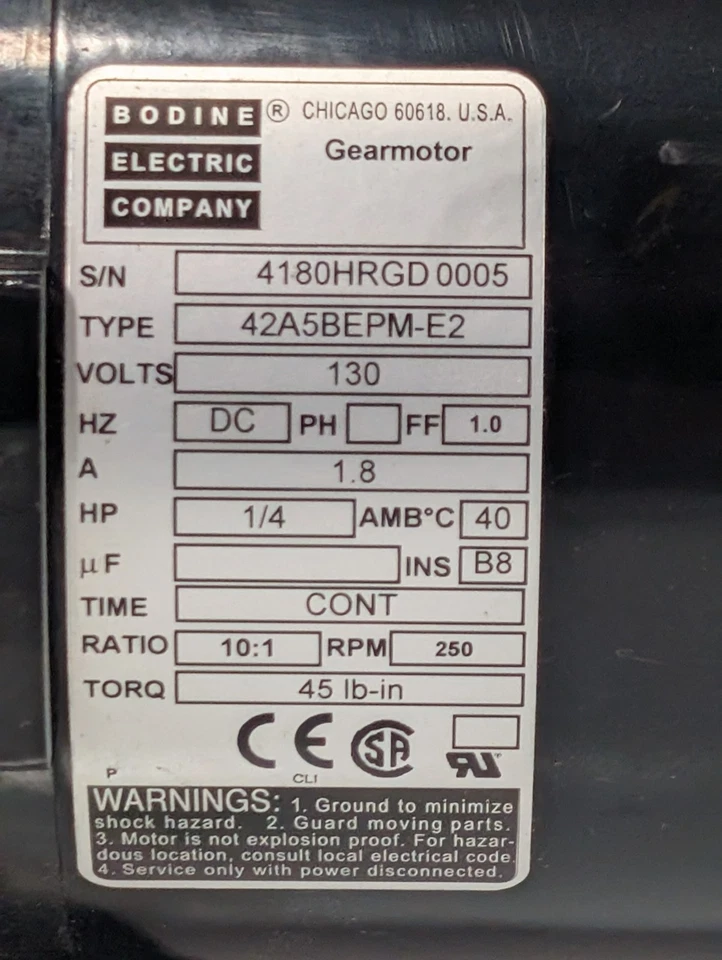 BODINE ® CHICAGO 60618. U.S.A.
ELECTRIC Gearmotor
COMPANY
S/N 4180HRGD 0005
TYPE 42A5BEPM-E2
VOLTS 130
HZ DC PH FF 1.0
A 1.8
HP 1/4 AMB°C 40
µF INS B8
TIME CONT
RATIO 10:1 RPM 250
TORQ 45 lb-in
P CE CLI SA RU
WARNINGS: 1. Ground to minimize
shock hazard. 2. Guard moving parts.
3. Motor is not explosion proof. For hazar-
dous location, consult local electrical code.
4. Service only with power disconnected.